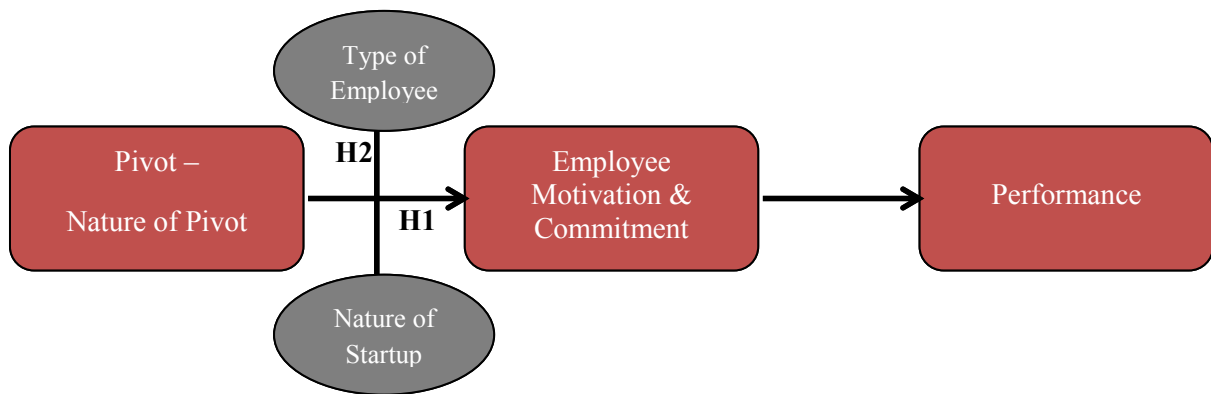 Type of
Employee
H2
Pivot –
Nature of Pivot
H1
Employee
Motivation &
Commitment
Performance
Nature of
Startup